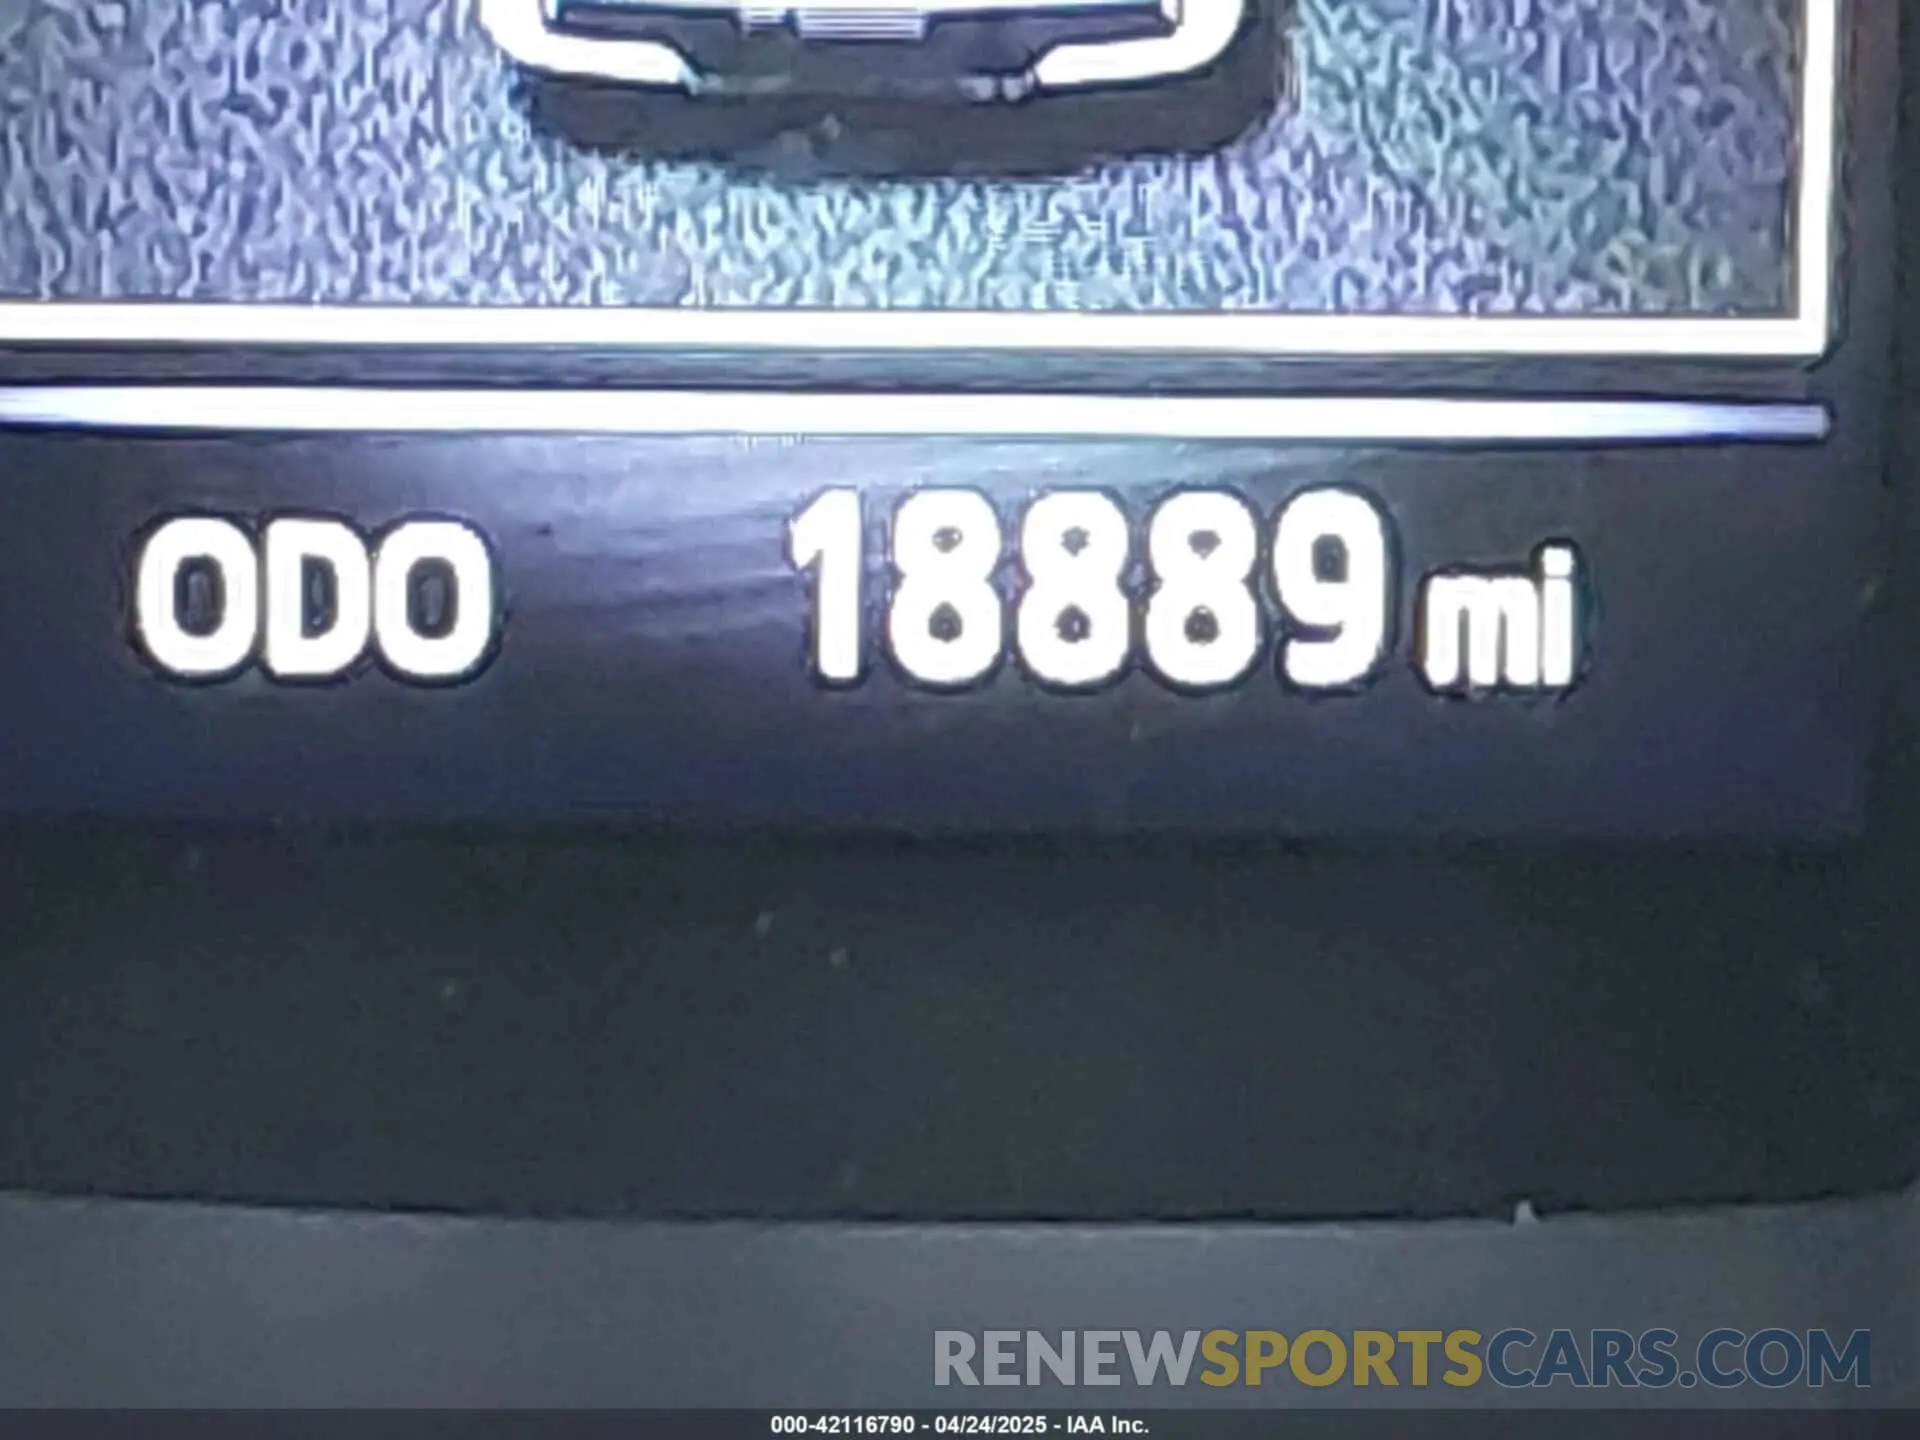 ODO 18889 mi
RENEWSPORTSCARS.COM
000-42116790 - 04/24/2025 - IAA Inc.